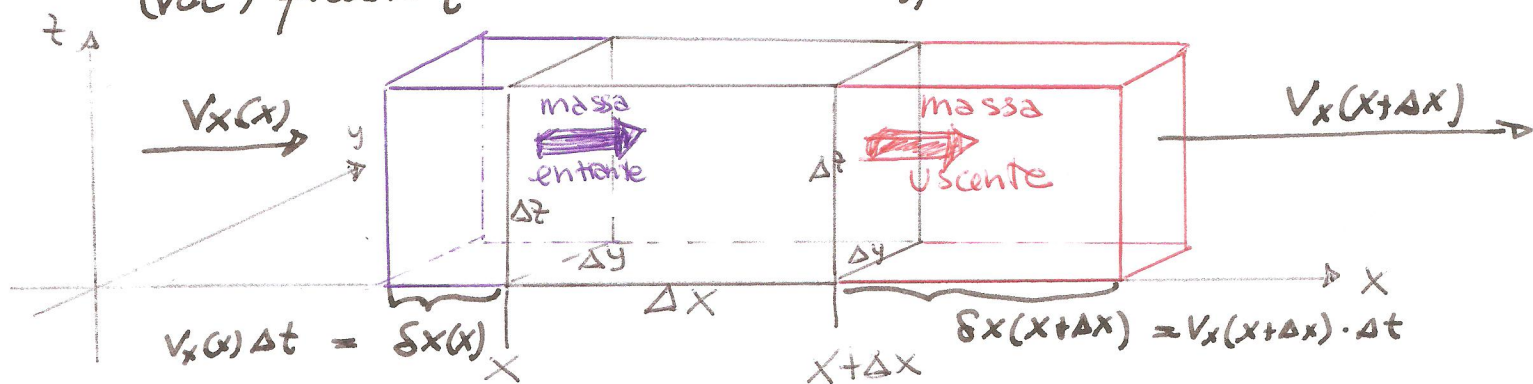 z
Vx(x)
y
massa
entrante
massa
uscente
Vx(x+Δx)
Δz
Δz
Δy
Δy
Δx
x
Vx(x)Δt = δx(x)
δx(x+Δx) = Vx(x+Δx)·Δt
x
x+Δx